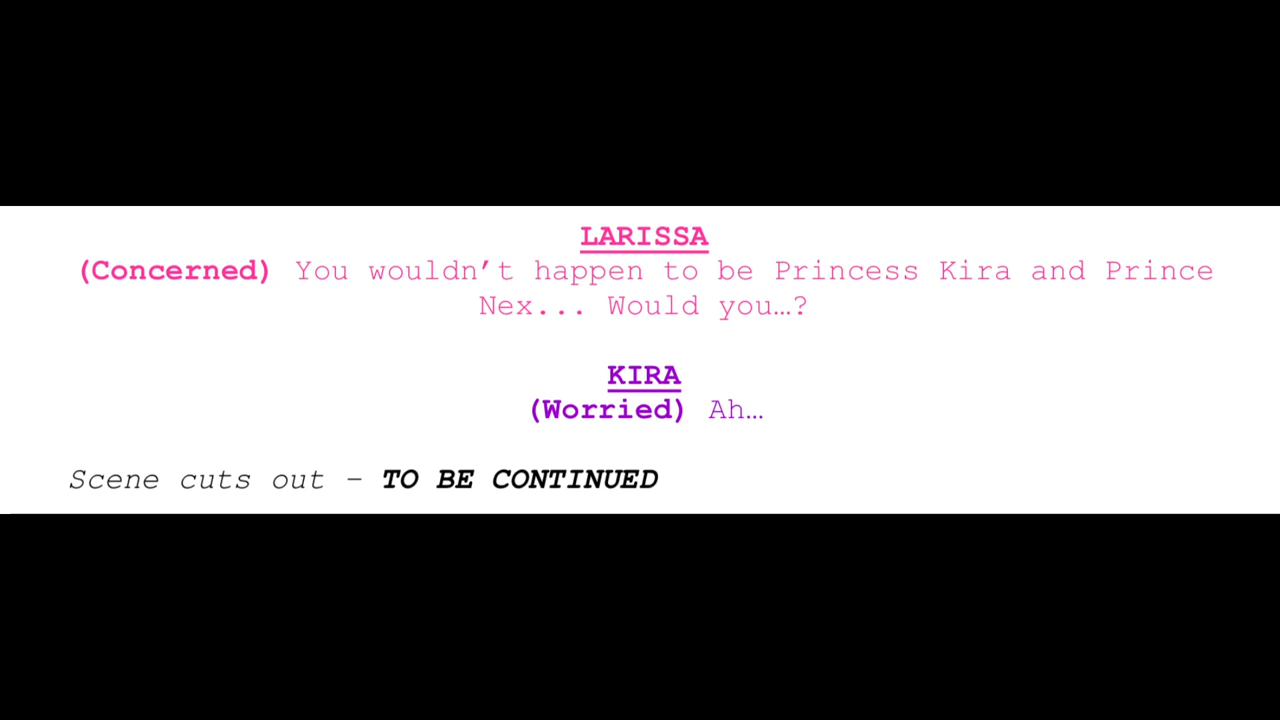 LARISSA
(Concerned) You wouldn’t happen to be Princess Kira and Prince
Nex... Would you…?
KIRA
(Worried) Ah…
Scene cuts out – TO BE CONTINUED